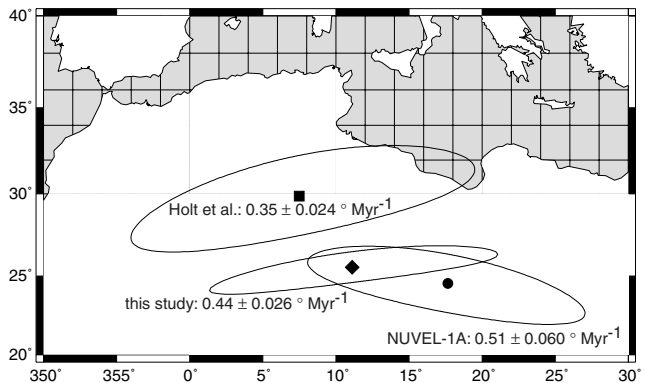 40°
35°
30°
25°
20°
350° 355° 0° 5° 10° 15° 20° 25° 30°
Holt et al.: 0.35 ± 0.024 ° Myr-1
this study: 0.44 ± 0.026 ° Myr-1
NUVEL-1A: 0.51 ± 0.060 ° Myr-1